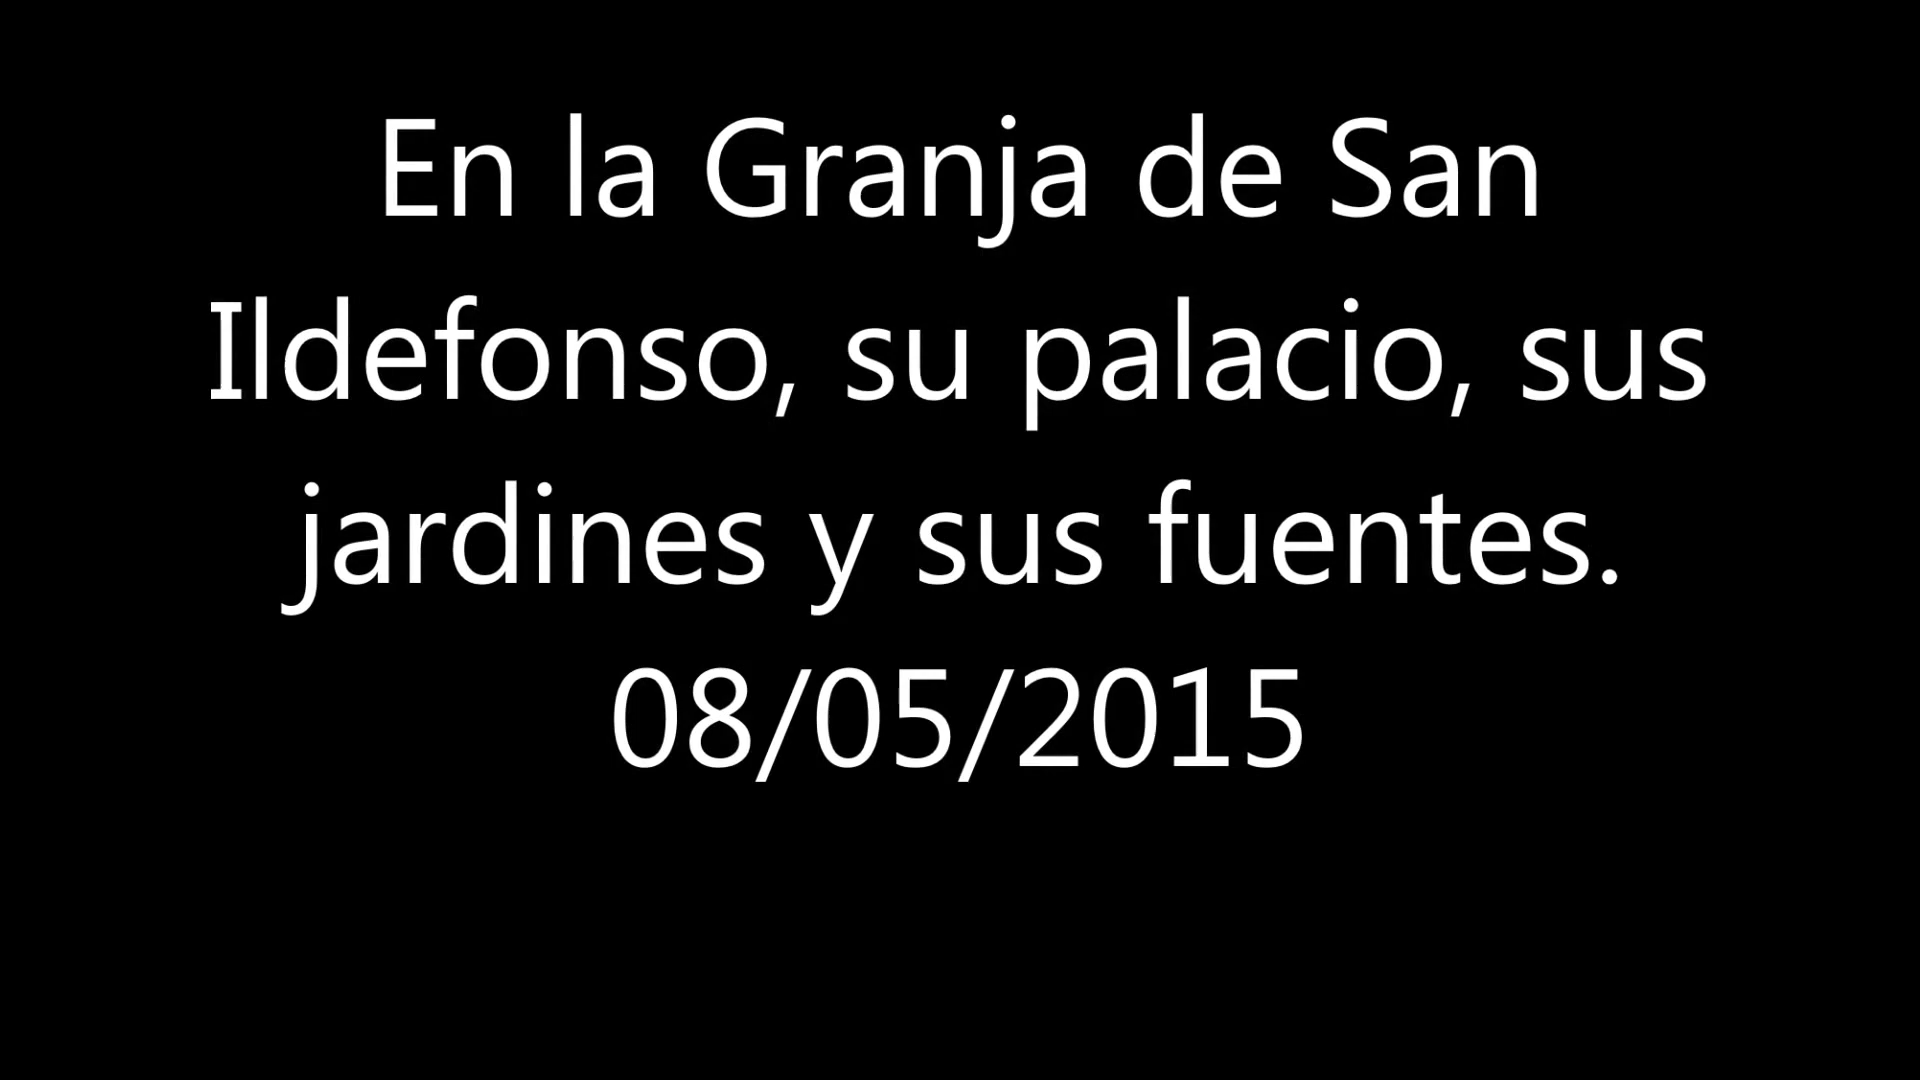 En la Granja de San
Ildefonso, su palacio, sus
jardines y sus fuentes.
08/05/2015